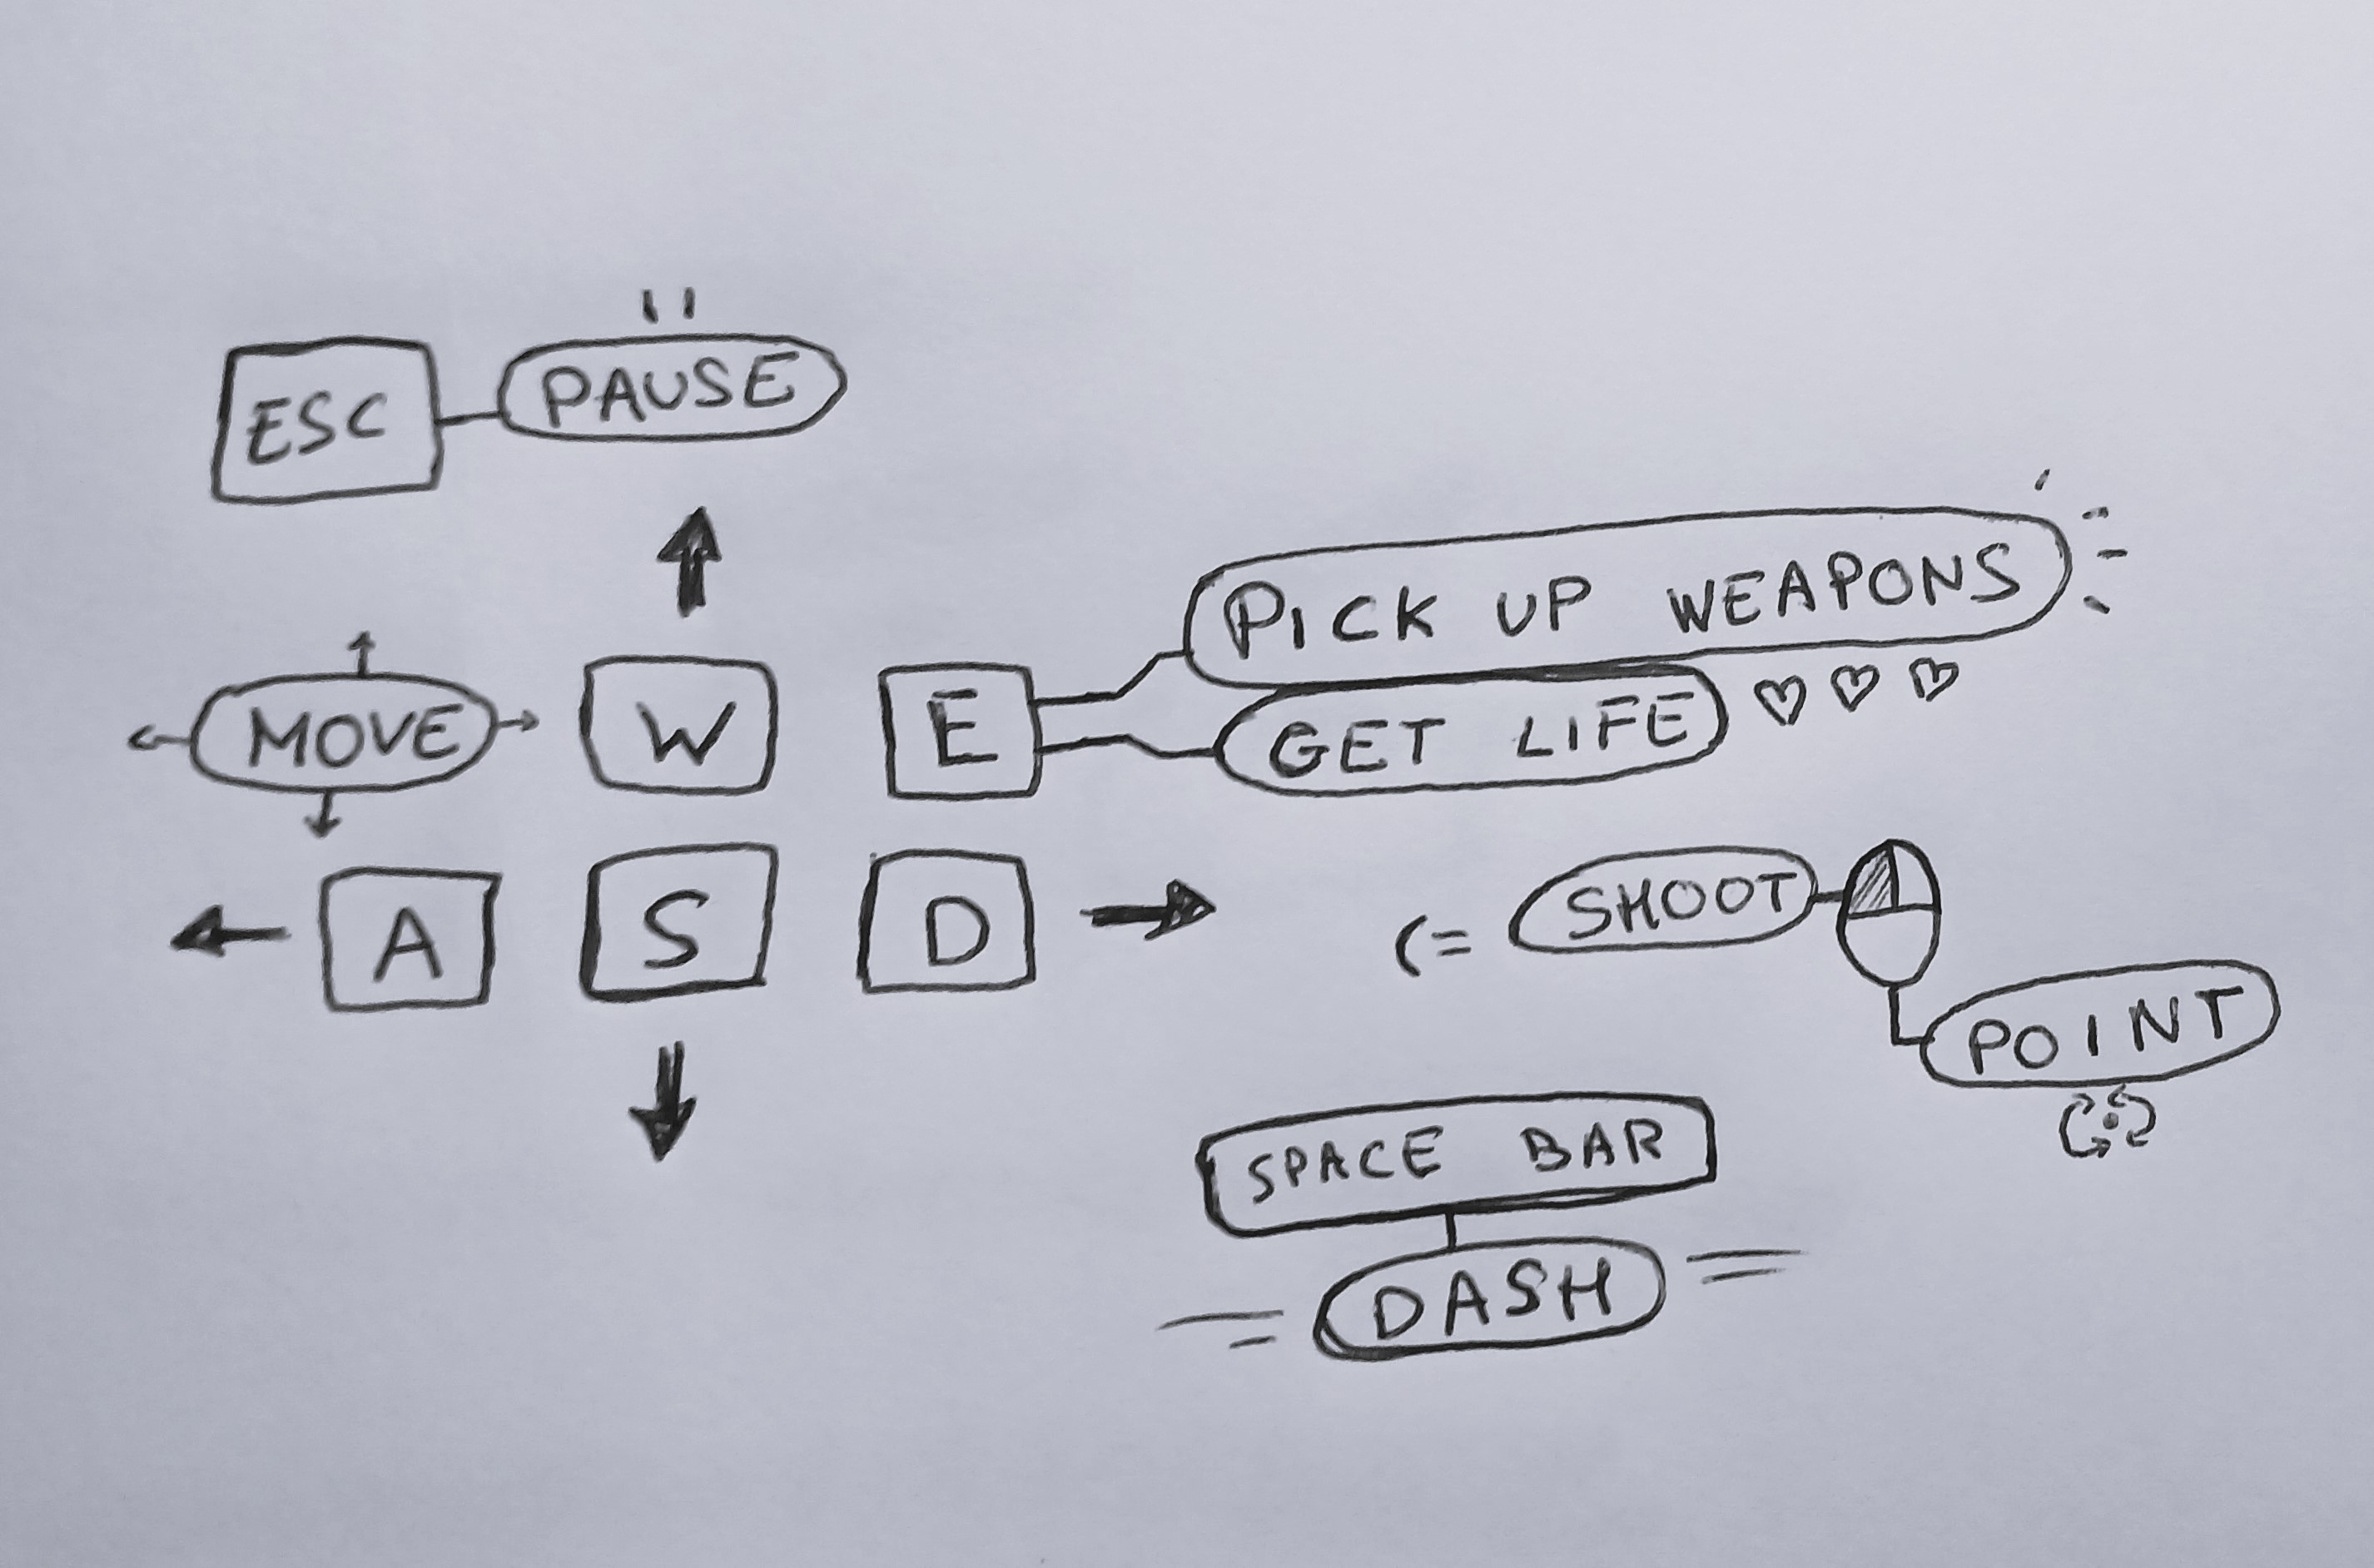 ESC
PAUSE
PICK UP WEAPONS
MOVE
W
E
GET LIFE
A
S
D
SHOOT
POINT
SPACE BAR
DASH